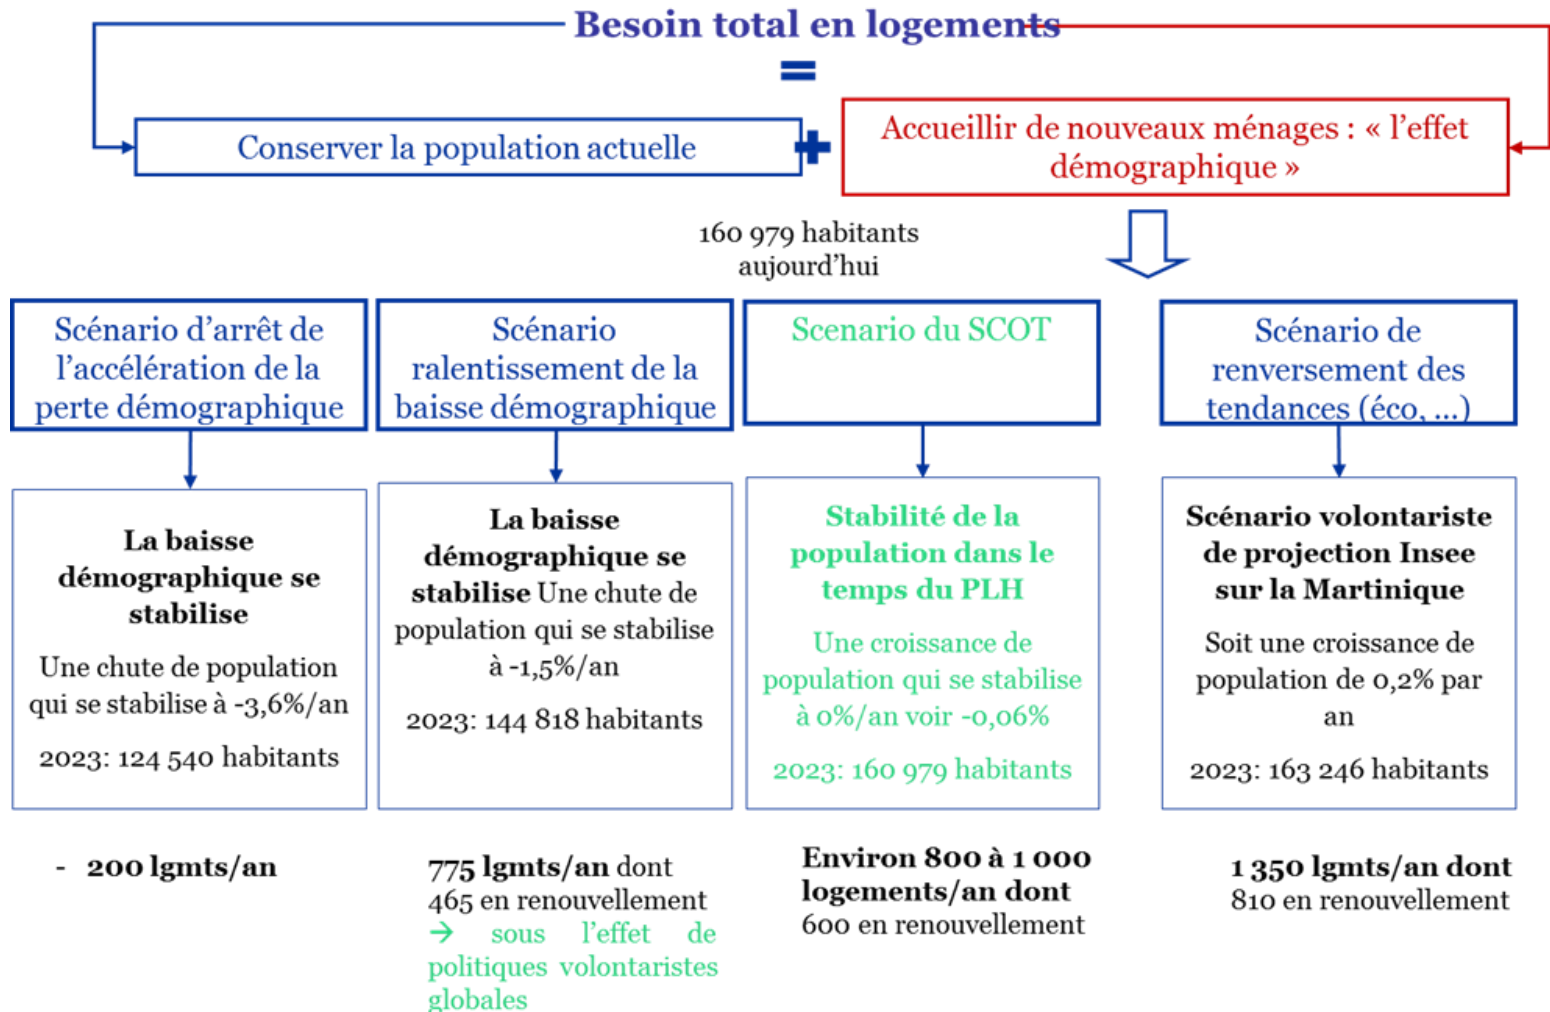 Besoin total en logements
=
Conserver la population actuelle
+
Accueillir de nouveaux ménages : « l’effet
démographique »
160 979 habitants
aujourd’hui
Scénario d’arrêt de
l’accélération de la
perte démographique
Scénario
ralentissement de la
baisse démographique
Scenario du SCOT
Scénario de
renversement des
tendances (éco, ...)
La baisse
démographique se
stabilise
Une chute de population
qui se stabilise à -3,6%/an
2023: 124 540 habitants
La baisse
démographique se
stabilise Une chute de
population qui se stabilise
à -1,5%/an
2023: 144 818 habitants
Stabilité de la
population dans le
temps du PLH
Une croissance de
population qui se stabilise
à 0%/an voir -0,06%
2023: 160 979 habitants
Scénario volontariste
de projection Insee
sur la Martinique
Soit une croissance de
population de 0,2% par
an
2023: 163 246 habitants
- 200 lgmts/an
775 lgmts/an dont
465 en renouvellement
→ sous l’effet de
politiques volontaristes
globales
Environ 800 à 1 000
logements/an dont
600 en renouvellement
1 350 lgmts/an dont
810 en renouvellement